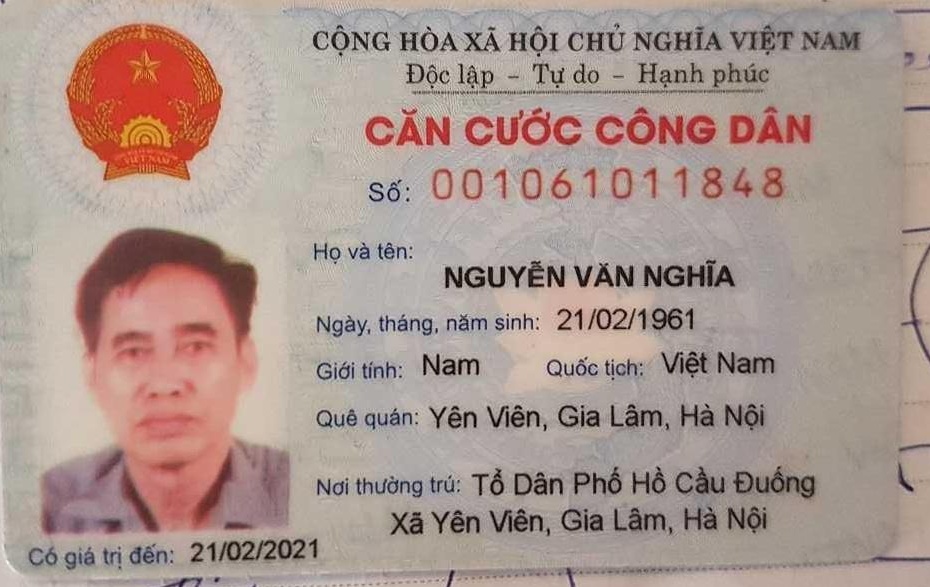 CỘNG HÒA XÃ HỘI CHỦ NGHĨA VIỆT NAM
Độc lập - Tự do - Hạnh phúc
CĂN CƯỚC CÔNG DÂN
Số: 001061011848
Họ và tên:
NGUYỄN VĂN NGHĨA
Ngày, tháng, năm sinh: 21/02/1961
Giới tính: Nam Quốc tịch: Việt Nam
Quê quán: Yên Viên, Gia Lâm, Hà Nội
Nơi thường trú: Tổ Dân Phố Hồ Cầu Đuống
Xã Yên Viên, Gia Lâm, Hà Nội
Có giá trị đến: 21/02/2021
VIỆT NAM